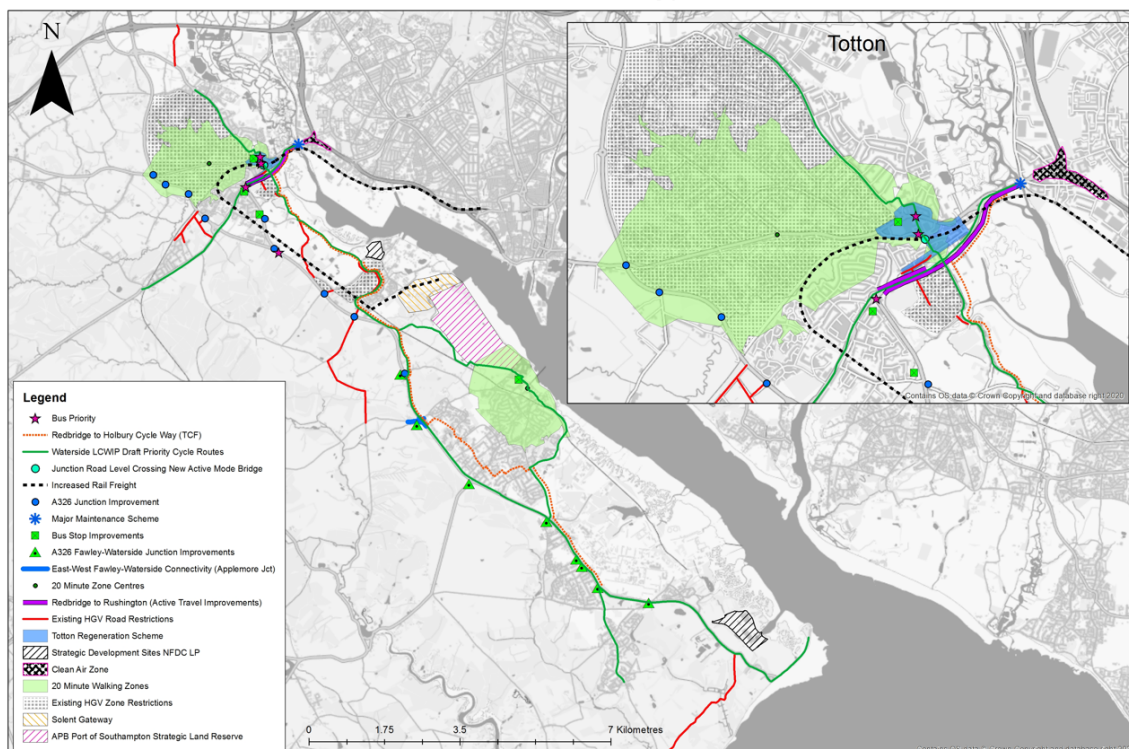 N
Totton
Contains OS data © Crown Copyright and database right 2020
Legend
Bus Priority
Redbridge to Holbury Cycle Way (TCF)
Waterside LCWIP Draft Priority Cycle Routes
Junction Road Level Crossing New Active Mode Bridge
Increased Rail Freight
A326 Junction Improvement
Major Maintenance Scheme
Bus Stop Improvements
A326 Fawley-Waterside Junction Improvements
East-West Fawley-Waterside Connectivity (Applemore Jct)
20 Minute Zone Centres
Redbridge to Rushington (Active Travel Improvements)
Existing HGV Road Restrictions
Totton Regeneration Scheme
Strategic Development Sites NFDC LP
Clean Air Zone
20 Minute Walking Zones
Existing HGV Zone Restrictions
Solent Gateway
APB Port of Southampton Strategic Land Reserve
0 1.75 3.5 7 Kilometres